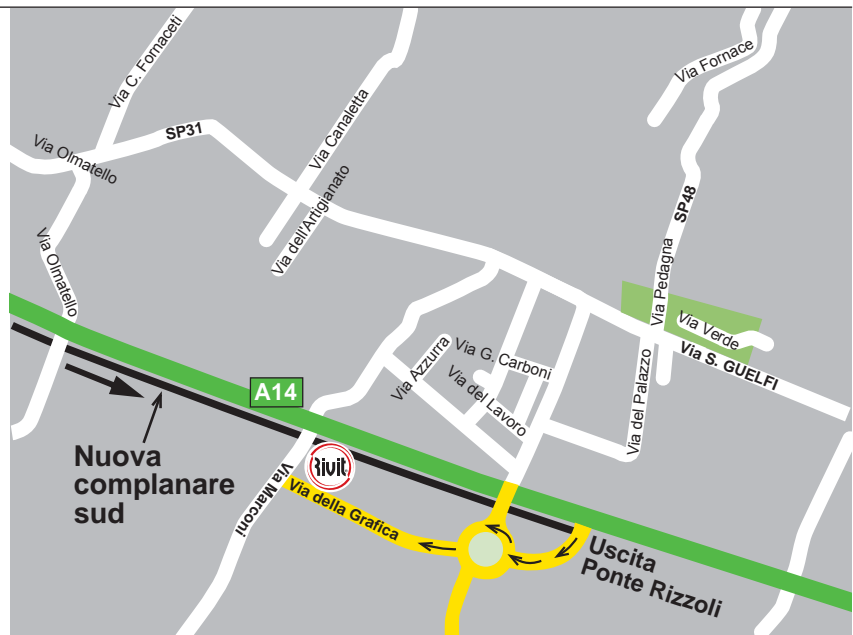 Via C. Fornaceti
Via Fornace
SP31
Via Canaletta
Via Olmatello
SP48
Via dell'Artigianato
Via Olmatello
Via Pedagna
Via Verde
Via S. GUELFI
Via G. Carboni
Via Azzurra
Via del Lavoro
Via del Palazzo
A14
Rivit
Nuova
complanare
sud
Via Marconi
Via della Grafica
Uscita
Ponte Rizzoli